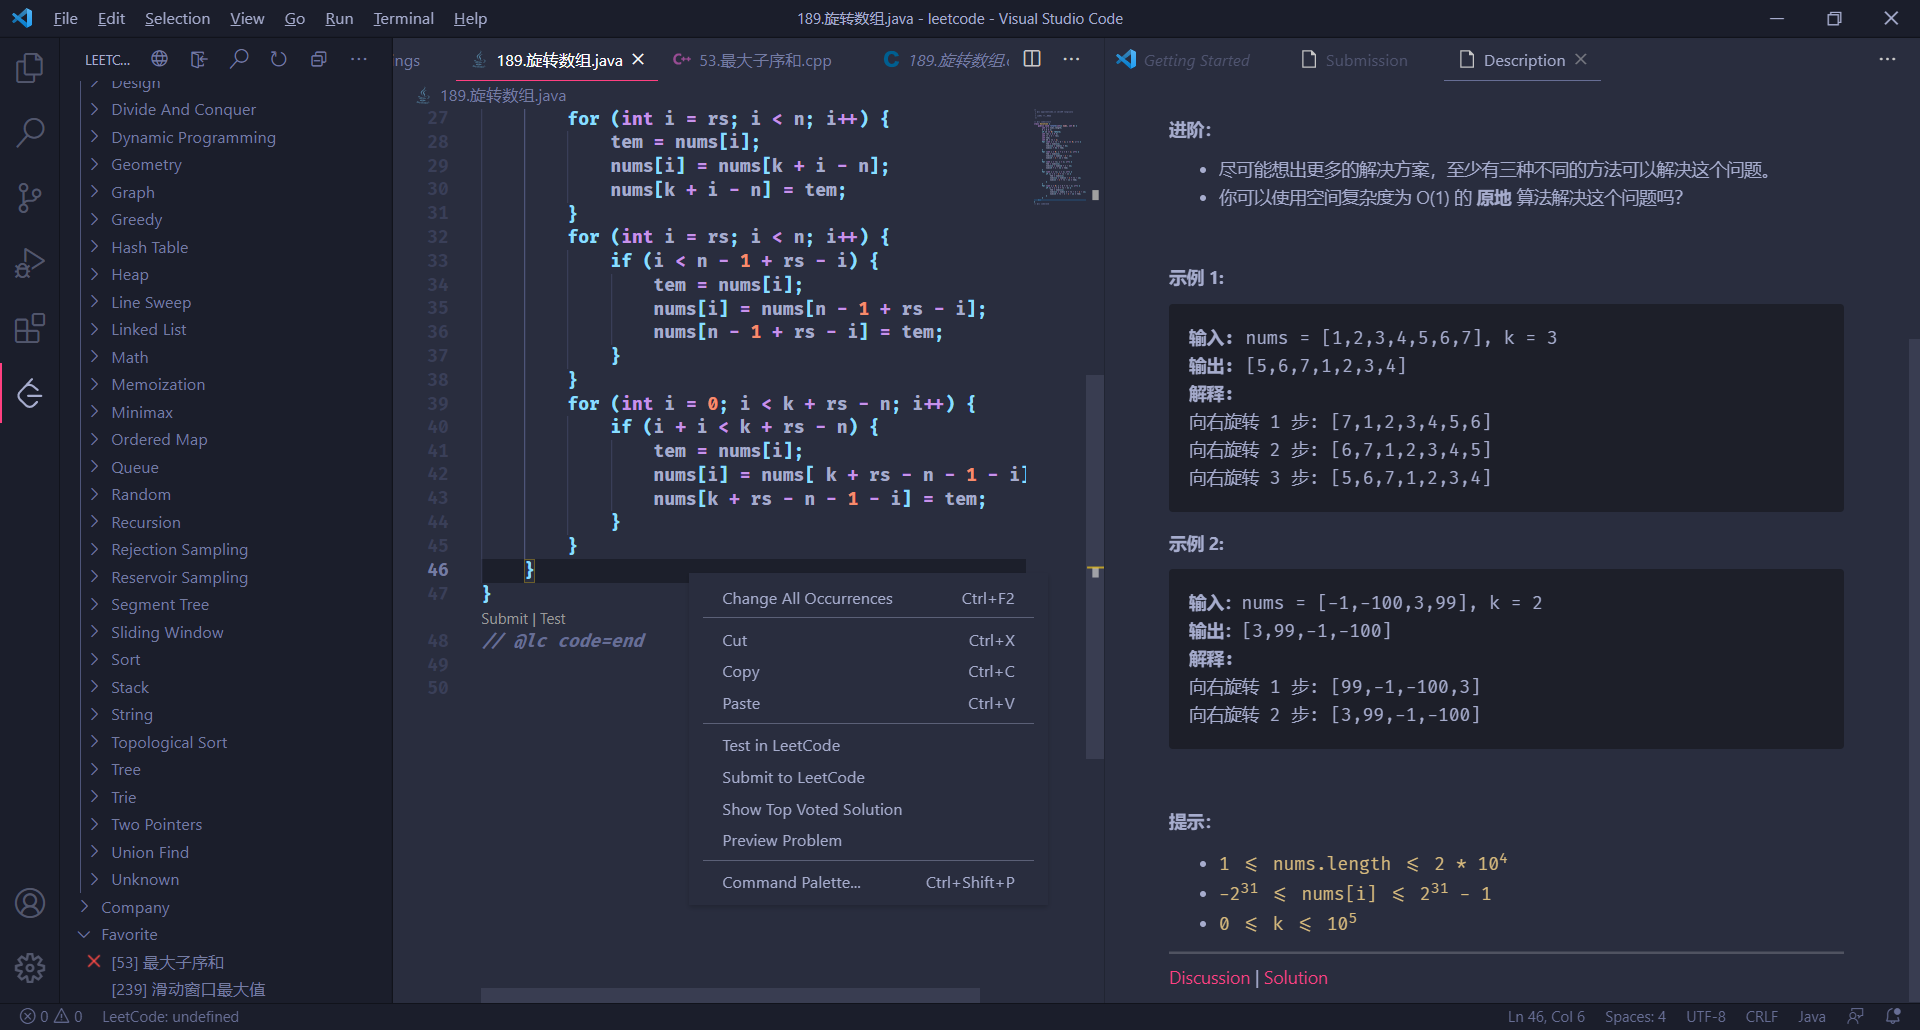 File Edit Selection View Go Run Terminal Help
189.旋转数组.java - leetcode - Visual Studio Code
LEETC...
Design
Divide And Conquer
Dynamic Programming
Geometry
Graph
Greedy
Hash Table
Heap
Line Sweep
Linked List
Math
Memoization
Minimax
Ordered Map
Queue
Random
Recursion
Rejection Sampling
Reservoir Sampling
Segment Tree
Sliding Window
Sort
Stack
String
Topological Sort
Tree
Trie
Two Pointers
Union Find
Unknown
Company
Favorite
[53] 最大子序和
[239] 滑动窗口最大值
ings 189.旋转数组.java C++ 53.最大子序和.cpp C 189.旋转数组.c
189.旋转数组.java
27 for (int i = rs; i < n; i++) {
28 tem = nums[i];
29 nums[i] = nums[k + i - n];
30 nums[k + i - n] = tem;
31 }
32 for (int i = rs; i < n; i++) {
33 if (i < n - 1 + rs - i) {
34 tem = nums[i];
35 nums[i] = nums[n - 1 + rs - i];
36 nums[n - 1 + rs - i] = tem;
37 }
38 }
39 for (int i = 0; i < k + rs - n; i++) {
40 if (i + i < k + rs - n) {
41 tem = nums[i];
42 nums[i] = nums[ k + rs - n - 1 - i]
43 nums[k + rs - n - 1 - i] = tem;
44 }
45 }
46 }
47 }
Submit | Test
48 // @lc code=end
49
50
Change All Occurrences Ctrl+F2
Cut Ctrl+X
Copy Ctrl+C
Paste Ctrl+V
Test in LeetCode
Submit to LeetCode
Show Top Voted Solution
Preview Problem
Command Palette... Ctrl+Shift+P
Getting Started Submission Description
进阶:
• 尽可能想出更多的解决方案，至少有三种不同的方法可以解决这个问题。
• 你可以使用空间复杂度为 O(1) 的 原地 算法解决这个问题吗？
示例 1:
输入: nums = [1,2,3,4,5,6,7], k = 3
输出: [5,6,7,1,2,3,4]
解释:
向右旋转 1 步: [7,1,2,3,4,5,6]
向右旋转 2 步: [6,7,1,2,3,4,5]
向右旋转 3 步: [5,6,7,1,2,3,4]
示例 2:
输入: nums = [-1,-100,3,99], k = 2
输出: [3,99,-1,-100]
解释:
向右旋转 1 步: [99,-1,-100,3]
向右旋转 2 步: [3,99,-1,-100]
提示:
• 1 ≤ nums.length ≤ 2 * 10⁴
• -2³¹ ≤ nums[i] ≤ 2³¹ - 1
• 0 ≤ k ≤ 10⁵
Discussion | Solution
0 0 LeetCode: undefined
Ln 46, Col 6 Spaces: 4 UTF-8 CRLF Java